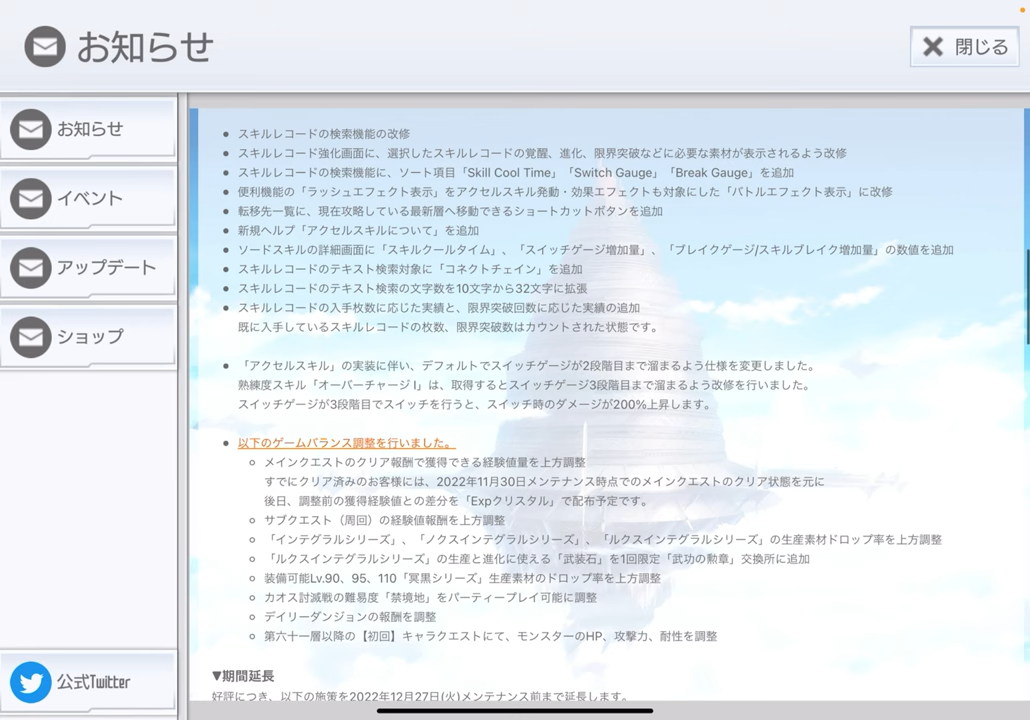 お知らせ
閉じる
お知らせ
イベント
アップデート
ショップ
公式Twitter
● スキルレコードの検索機能の改修
● スキルレコード強化画面に、選択したスキルレコードの覚醒、進化、限界突破などに必要な素材が表示されるよう改修
● スキルレコードの検索機能に、ソート項目「Skill Cool Time」「Switch Gauge」「Break Gauge」を追加
● 便利機能の「ラッシュエフェクト表示」をアクセルスキル発動・効果エフェクトも対象にした「バトルエフェクト表示」に改修
● 転移先一覧に、現在攻略している最新層へ移動できるショートカットボタンを追加
● 新規ヘルプ「アクセルスキルについて」を追加
● ソードスキルの詳細画面に「スキルクールタイム」、「スイッチゲージ増加量」、「ブレイクゲージ/スキルブレイク増加量」の数値を追加
● スキルレコードのテキスト検索対象に「コネクトチェイン」を追加
● スキルレコードのテキスト検索の文字数を10文字から32文字に拡張
● スキルレコードの入手枚数に応じた実績と、限界突破回数に応じた実績の追加
既に入手しているスキルレコードの枚数、限界突破数はカウントされた状態です。
● 「アクセルスキル」の実装に伴い、デフォルトでスイッチゲージが2段階目まで溜まるよう仕様を変更しました。
熟練度スキル「オーバーチャージⅠ」は、取得するとスイッチゲージ3段階目まで溜まるよう改修を行いました。
スイッチゲージが3段階目でスイッチを行うと、スイッチ時のダメージが200%上昇します。
● 以下のゲームバランス調整を行いました。
○ メインクエストのクリア報酬で獲得できる経験値量を上方調整
すでにクリア済みのお客様には、2022年11月30日メンテナンス時点でのメインクエストのクリア状態を元に
後日、調整前の獲得経験値との差分を「Expクリスタル」で配布予定です。
○ サブクエスト（周回）の経験値報酬を上方調整
○ 「インテグラルシリーズ」、「ノクスインテグラルシリーズ」、「ルクスインテグラルシリーズ」の生産素材ドロップ率を上方調整
○ 「ルクスインテグラルシリーズ」の生産と進化に使える「武装石」を1回限定「武功の勲章」交換所に追加
○ 装備可能Lv.90、95、110「冥黒シリーズ」生産素材のドロップ率を上方調整
○ カオス討滅戦の難易度「禁境地」をパーティープレイ可能に調整
○ デイリーダンジョンの報酬を調整
○ 第六十一層以降の【初回】キャラクエストにて、モンスターのHP、攻撃力、耐性を調整
▼期間延長
好評につき、以下の施策を2022年12月27日(火)メンテナンス前まで延長します。